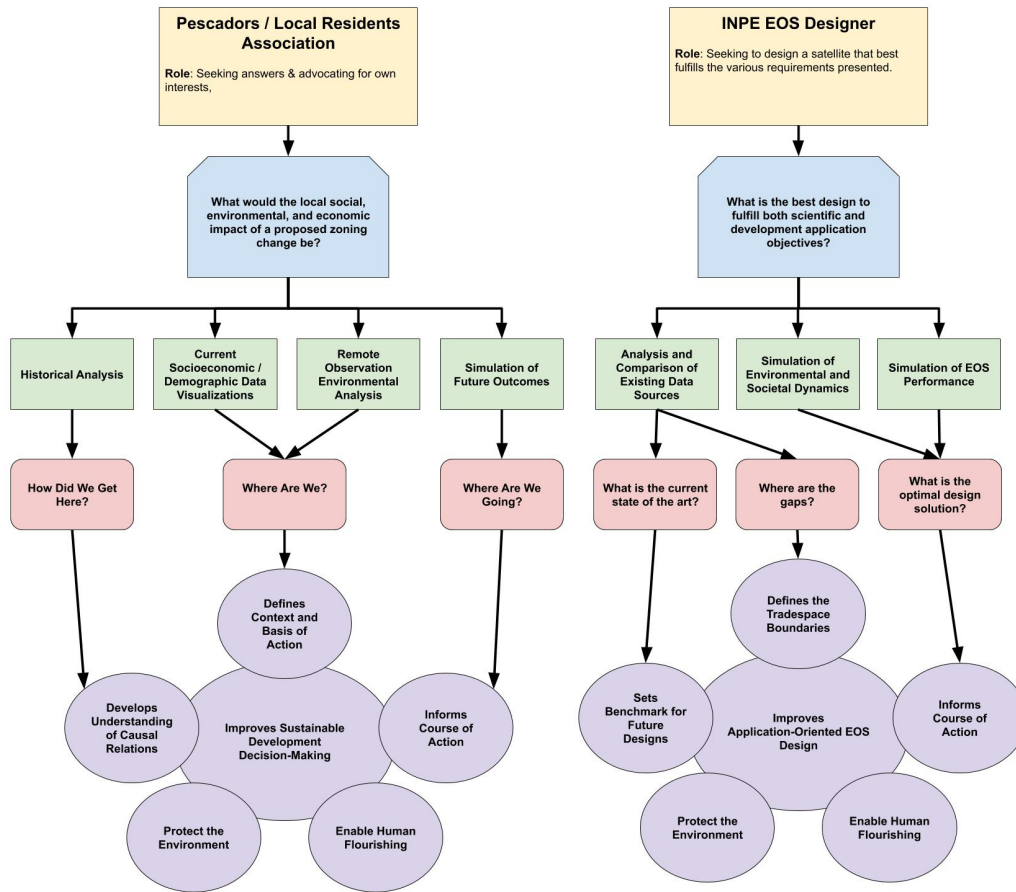 Pescadors / Local Residents
Association
Role: Seeking answers & advocating for own
interests,
What would the local social,
environmental, and economic
impact of a proposed zoning
change be?
Historical Analysis
Current
Socioeconomic /
Demographic Data
Visualizations
Remote
Observation
Environmental
Analysis
Simulation of
Future Outcomes
How Did We Get
Here?
Where Are We?
Where Are We
Going?
Defines
Context and
Basis of
Action
Develops
Understanding
of Causal
Relations
Improves Sustainable
Development
Decision-Making
Informs
Course of
Action
Protect the
Environment
Enable Human
Flourishing
INPE EOS Designer
Role: Seeking to design a satellite that best
fulfills the various requirements presented.
What is the best design to
fulfill both scientific and
development application
objectives?
Analysis and
Comparison of
Existing Data
Sources
Simulation of
Environmental and
Societal Dynamics
Simulation of EOS
Performance
What is the current
state of the art?
Where are the
gaps?
What is the
optimal design
solution?
Defines the
Tradespace
Boundaries
Sets
Benchmark for
Future
Designs
Improves
Application-Oriented EOS
Design
Informs
Course of
Action
Protect the
Environment
Enable Human
Flourishing